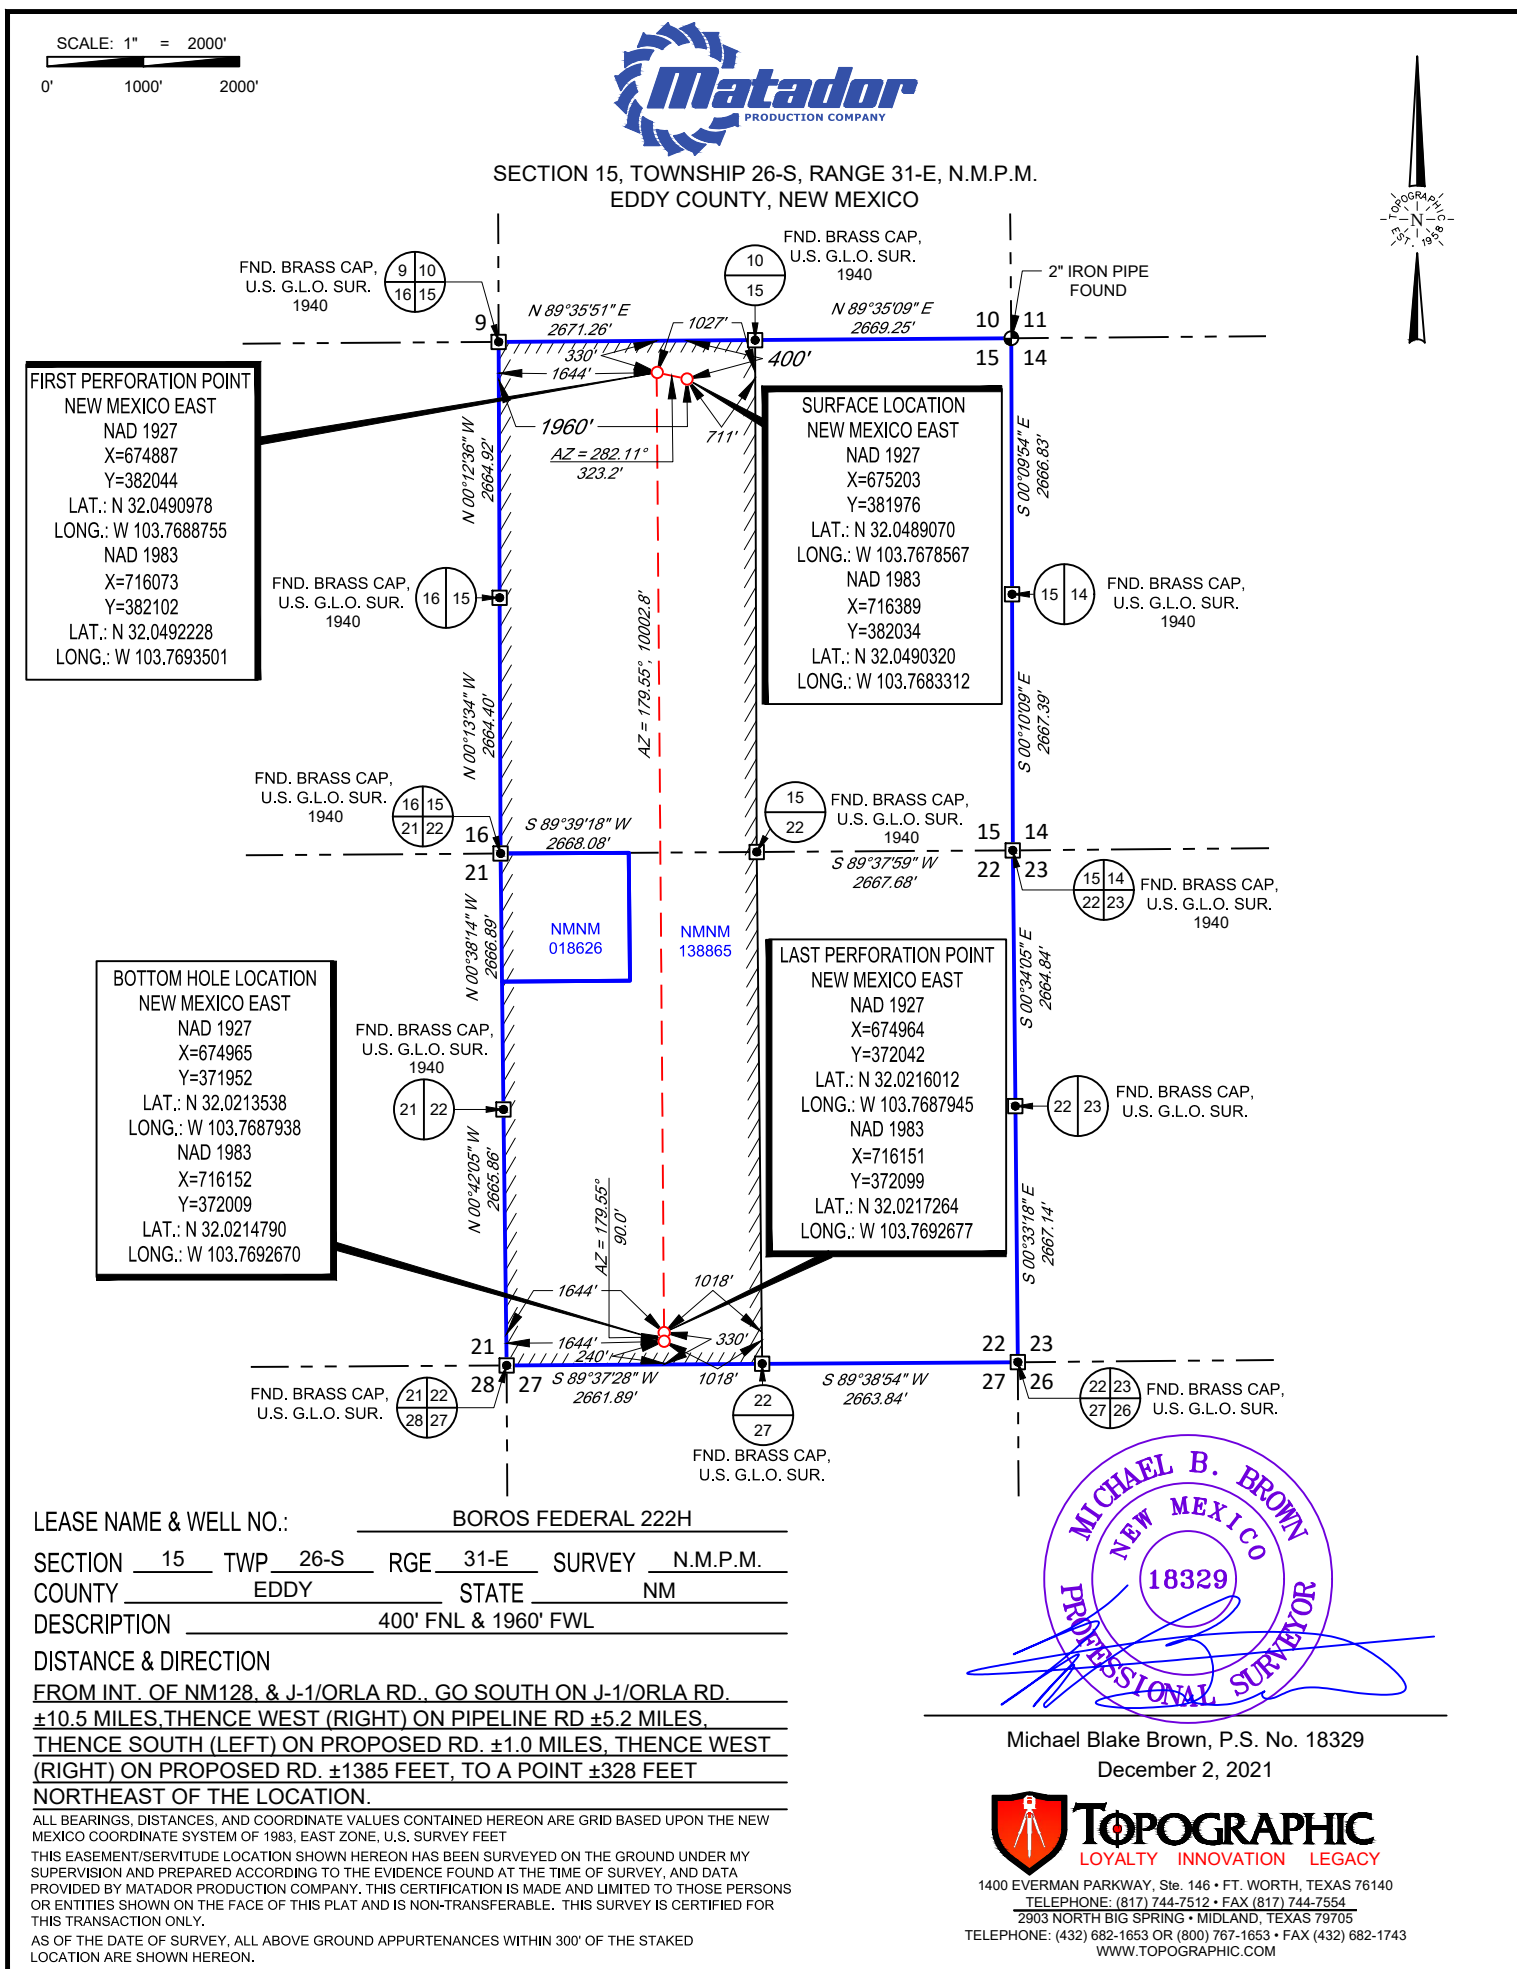 SCALE: 1" = 2000'
0' 1000' 2000'
Matador
PRODUCTION COMPANY
SECTION 15, TOWNSHIP 26-S, RANGE 31-E, N.M.P.M.
EDDY COUNTY, NEW MEXICO
TOPOGRAPHIC
N
EST. 1958
FND. BRASS CAP,
U.S. G.L.O. SUR.
1940
9 10
16 15
FND. BRASS CAP,
U.S. G.L.O. SUR.
1940
10
15
2" IRON PIPE
FOUND
9
10 11
15 14
N 89°35'51" E
2671.26'
N 89°35'09" E
2669.25'
1027'
330'
400'
1644'
1960'
711'
AZ = 282.11°
323.2'
FIRST PERFORATION POINT
NEW MEXICO EAST
NAD 1927
X=674887
Y=382044
LAT.: N 32.0490978
LONG.: W 103.7688755
NAD 1983
X=716073
Y=382102
LAT.: N 32.0492228
LONG.: W 103.7693501
SURFACE LOCATION
NEW MEXICO EAST
NAD 1927
X=675203
Y=381976
LAT.: N 32.0489070
LONG.: W 103.7678567
NAD 1983
X=716389
Y=382034
LAT.: N 32.0490320
LONG.: W 103.7683312
N 00°12'36" W
2664.92'
S 00°09'54" E
2666.83'
FND. BRASS CAP,
U.S. G.L.O. SUR.
1940
16 15
15 14
FND. BRASS CAP,
U.S. G.L.O. SUR.
1940
AZ = 179.55°, 10002.8'
N 00°13'34" W
2664.40'
S 00°10'09" E
2667.39'
FND. BRASS CAP,
U.S. G.L.O. SUR.
1940
16 15
21 22
16
21
S 89°39'18" W
2668.08'
15
22
FND. BRASS CAP,
U.S. G.L.O. SUR.
1940
S 89°37'59" W
2667.68'
15 14
22 23
15 14
22 23
FND. BRASS CAP,
U.S. G.L.O. SUR.
1940
NMNM
018626
NMNM
138865
N 00°38'14" W
2666.89'
S 00°34'05" E
2664.84'
BOTTOM HOLE LOCATION
NEW MEXICO EAST
NAD 1927
X=674965
Y=371952
LAT.: N 32.0213538
LONG.: W 103.7687938
NAD 1983
X=716152
Y=372009
LAT.: N 32.0214790
LONG.: W 103.7692670
LAST PERFORATION POINT
NEW MEXICO EAST
NAD 1927
X=674964
Y=372042
LAT.: N 32.0216012
LONG.: W 103.7687945
NAD 1983
X=716151
Y=372099
LAT.: N 32.0217264
LONG.: W 103.7692677
FND. BRASS CAP,
U.S. G.L.O. SUR.
1940
21 22
22 23
FND. BRASS CAP,
U.S. G.L.O. SUR.
N 00°42'05" W
2665.86'
S 00°33'18" E
2667.14'
AZ = 179.55°
90.0'
1644'
1018'
1644'
330'
240'
1018'
21
28 27
S 89°37'28" W
2661.89'
S 89°38'54" W
2663.84'
22 23
27 26
FND. BRASS CAP,
U.S. G.L.O. SUR.
21 22
28 27
22
27
FND. BRASS CAP,
U.S. G.L.O. SUR.
22 23
27 26
FND. BRASS CAP,
U.S. G.L.O. SUR.
LEASE NAME & WELL NO.: BOROS FEDERAL 222H
SECTION 15 TWP 26-S RGE 31-E SURVEY N.M.P.M.
COUNTY EDDY STATE NM
DESCRIPTION 400' FNL & 1960' FWL
DISTANCE & DIRECTION
FROM INT. OF NM128, & J-1/ORLA RD., GO SOUTH ON J-1/ORLA RD.
±10.5 MILES,THENCE WEST (RIGHT) ON PIPELINE RD ±5.2 MILES,
THENCE SOUTH (LEFT) ON PROPOSED RD. ±1.0 MILES, THENCE WEST
(RIGHT) ON PROPOSED RD. ±1385 FEET, TO A POINT ±328 FEET
NORTHEAST OF THE LOCATION.
ALL BEARINGS, DISTANCES, AND COORDINATE VALUES CONTAINED HEREON ARE GRID BASED UPON THE NEW
MEXICO COORDINATE SYSTEM OF 1983, EAST ZONE, U.S. SURVEY FEET
THIS EASEMENT/SERVITUDE LOCATION SHOWN HEREON HAS BEEN SURVEYED ON THE GROUND UNDER MY
SUPERVISION AND PREPARED ACCORDING TO THE EVIDENCE FOUND AT THE TIME OF SURVEY, AND DATA
PROVIDED BY MATADOR PRODUCTION COMPANY. THIS CERTIFICATION IS MADE AND LIMITED TO THOSE PERSONS
OR ENTITIES SHOWN ON THE FACE OF THIS PLAT AND IS NON-TRANSFERABLE. THIS SURVEY IS CERTIFIED FOR
THIS TRANSACTION ONLY.
AS OF THE DATE OF SURVEY, ALL ABOVE GROUND APPURTENANCES WITHIN 300' OF THE STAKED
LOCATION ARE SHOWN HEREON.
MICHAEL B. BROWN
NEW MEXICO
18329
PROFESSIONAL SURVEYOR
Michael Blake Brown, P.S. No. 18329
December 2, 2021
TOPOGRAPHIC
LOYALTY INNOVATION LEGACY
1400 EVERMAN PARKWAY, Ste. 146 • FT. WORTH, TEXAS 76140
TELEPHONE: (817) 744-7512 • FAX (817) 744-7554
2903 NORTH BIG SPRING • MIDLAND, TEXAS 79705
TELEPHONE: (432) 682-1653 OR (800) 767-1653 • FAX (432) 682-1743
WWW.TOPOGRAPHIC.COM